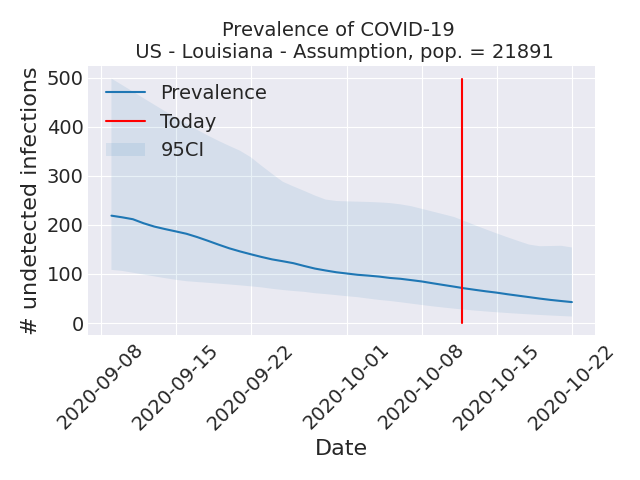 Prevalence of COVID-19
US - Louisiana - Assumption, pop. = 21891
# undetected infections
500
400
300
200
100
0
Prevalence
Today
95CI
2020-09-08
2020-09-15
2020-09-22
2020-10-01
2020-10-08
2020-10-15
2020-10-22
Date